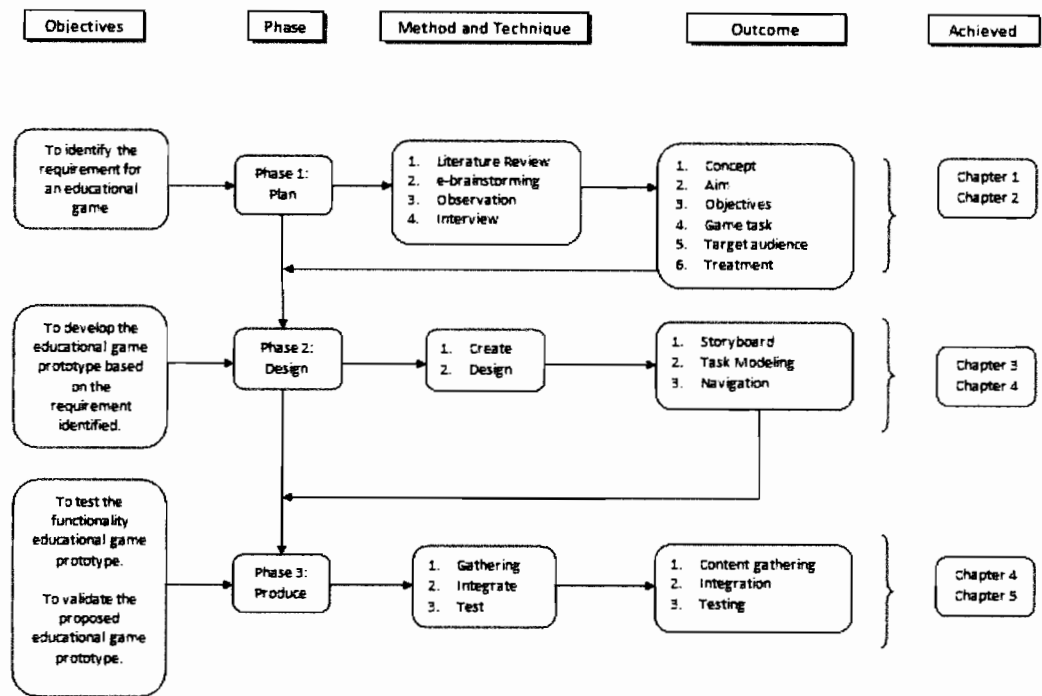 Objectives
Phase
Method and Technique
Outcome
Achieved
To identify the
requirement for
an educational
game
Phase 1:
Plan
1. Literature Review
2. e-brainstorming
3. Observation
4. Interview
1. Concept
2. Aim
3. Objectives
4. Game task
5. Target audience
6. Treatment
Chapter 1
Chapter 2
To develop the
educational game
prototype based
on the
requirement
identified.
Phase 2:
Design
1. Create
2. Design
1. Storyboard
2. Task Modeling
3. Navigation
Chapter 3
Chapter 4
To test the
functionality
educational game
prototype.
To validate the
proposed
educational game
prototype.
Phase 3:
Produce
1. Gathering
2. Integrate
3. Test
1. Content gathering
2. Integration
3. Testing
Chapter 4
Chapter 5